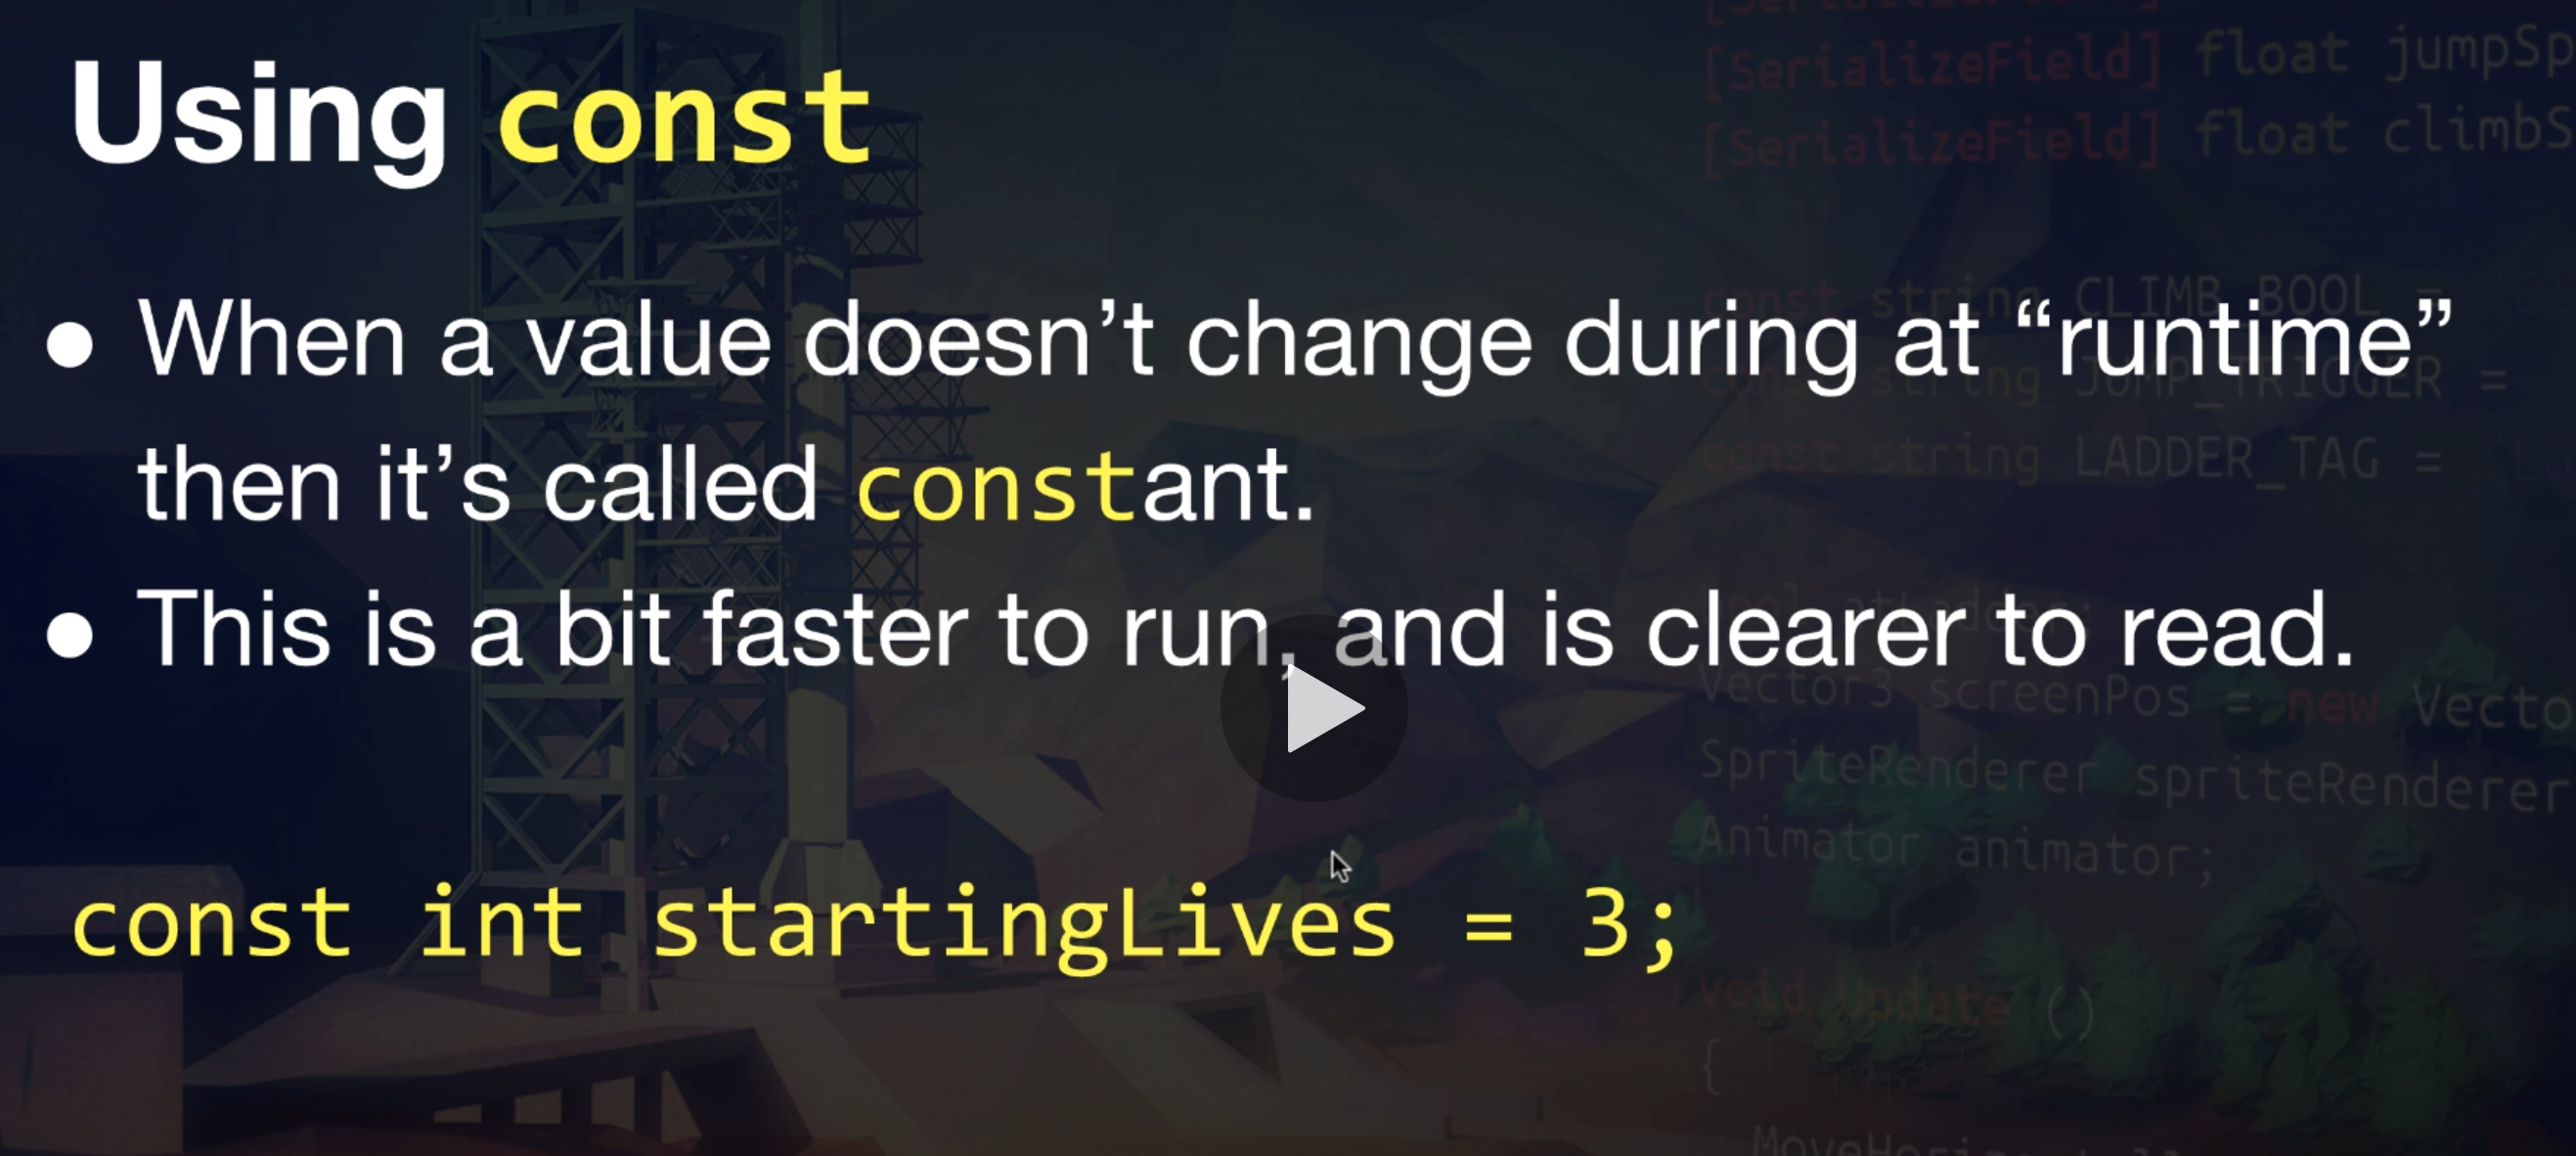 Using const
• When a value doesn’t change during at “runtime”
then it’s called constant.
• This is a bit faster to run, and is clearer to read.
const int startingLives = 3;
[SerializeField]
[SerializeField] float jumpSp
[SerializeField] float climbS
const string CLIMB_BOOL =
const string JUMP_TRIGGER =
const string LADDER_TAG =
Vector3 screenPos = new Vecto
SpriteRenderer spriteRenderer
Animator animator;
void Update ()
{